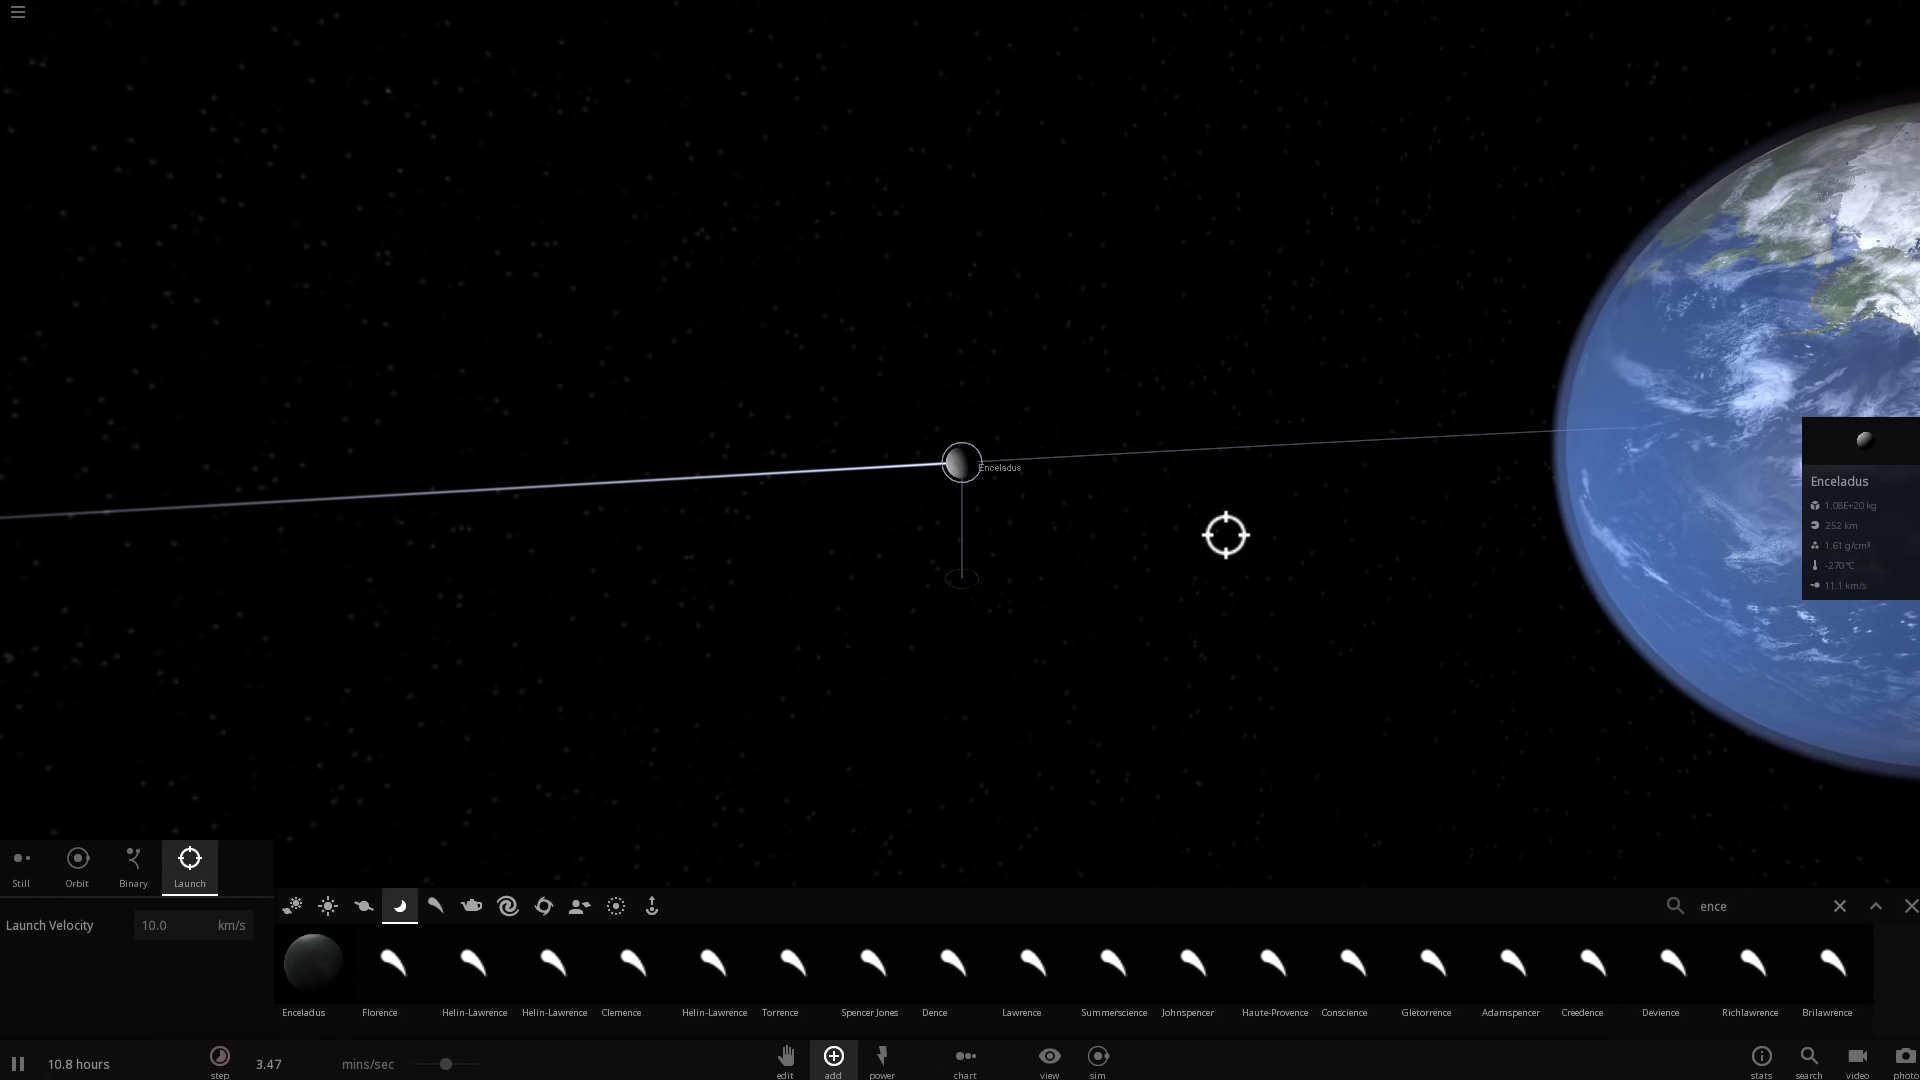 Enceladus
Enceladus
1.08E+20 kg
252 km
1.61 g/cm³
-270°C
11.1 km/s
Still
Orbit
Binary
Launch
Launch Velocity 10.0 km/s
ence
Enceladus Florence Helin-Lawrence Helin-Lawrence Clemence Helin-Lawrence Torrence Spencer Jones Dence Lawrence Summerscience Johnspencer Haute-Provence Conscience Gletorrence Adamspencer Creedence Devience Richlawrence Brilawrence
10.8 hours
step
3.47 mins/sec
edit
add
power
chart
view
sim
stats
search
video
photo